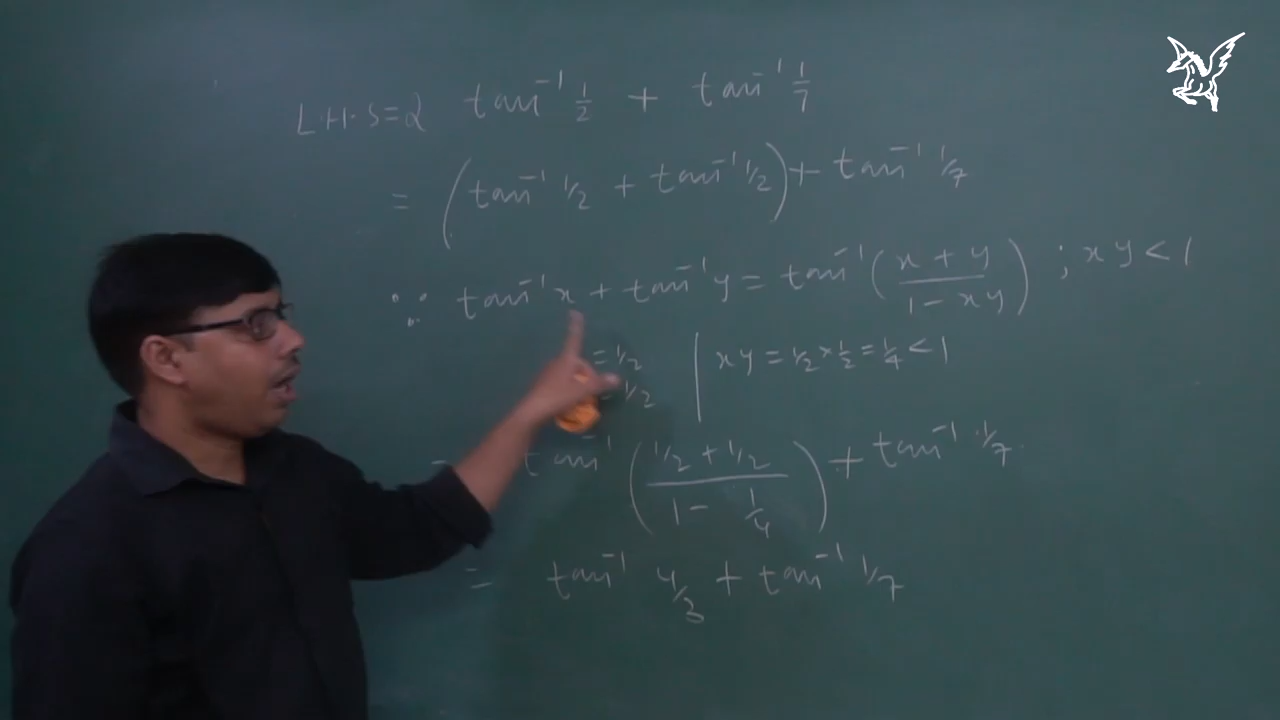 L.H.S = 2 tan⁻¹ 1/2 + tan⁻¹ 1/7
= (tan⁻¹ 1/2 + tan⁻¹ 1/2) + tan⁻¹ 1/7
∵ tan⁻¹ x + tan⁻¹ y = tan⁻¹ ((x + y)/(1 - xy)) ; xy < 1
= 1/2 | xy = 1/2 × 1/2 = 1/4 < 1
= 1/2
= tan⁻¹ ((1/2 + 1/2)/(1 - 1/4)) + tan⁻¹ 1/7
= tan⁻¹ 4/3 + tan⁻¹ 1/7